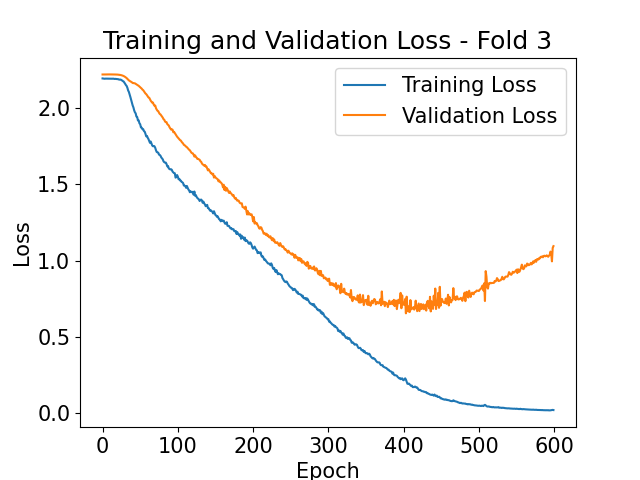 Training and Validation Loss - Fold 3
Training Loss
Validation Loss
Loss
2.0
1.5
1.0
0.5
0.0
0 100 200 300 400 500 600
Epoch